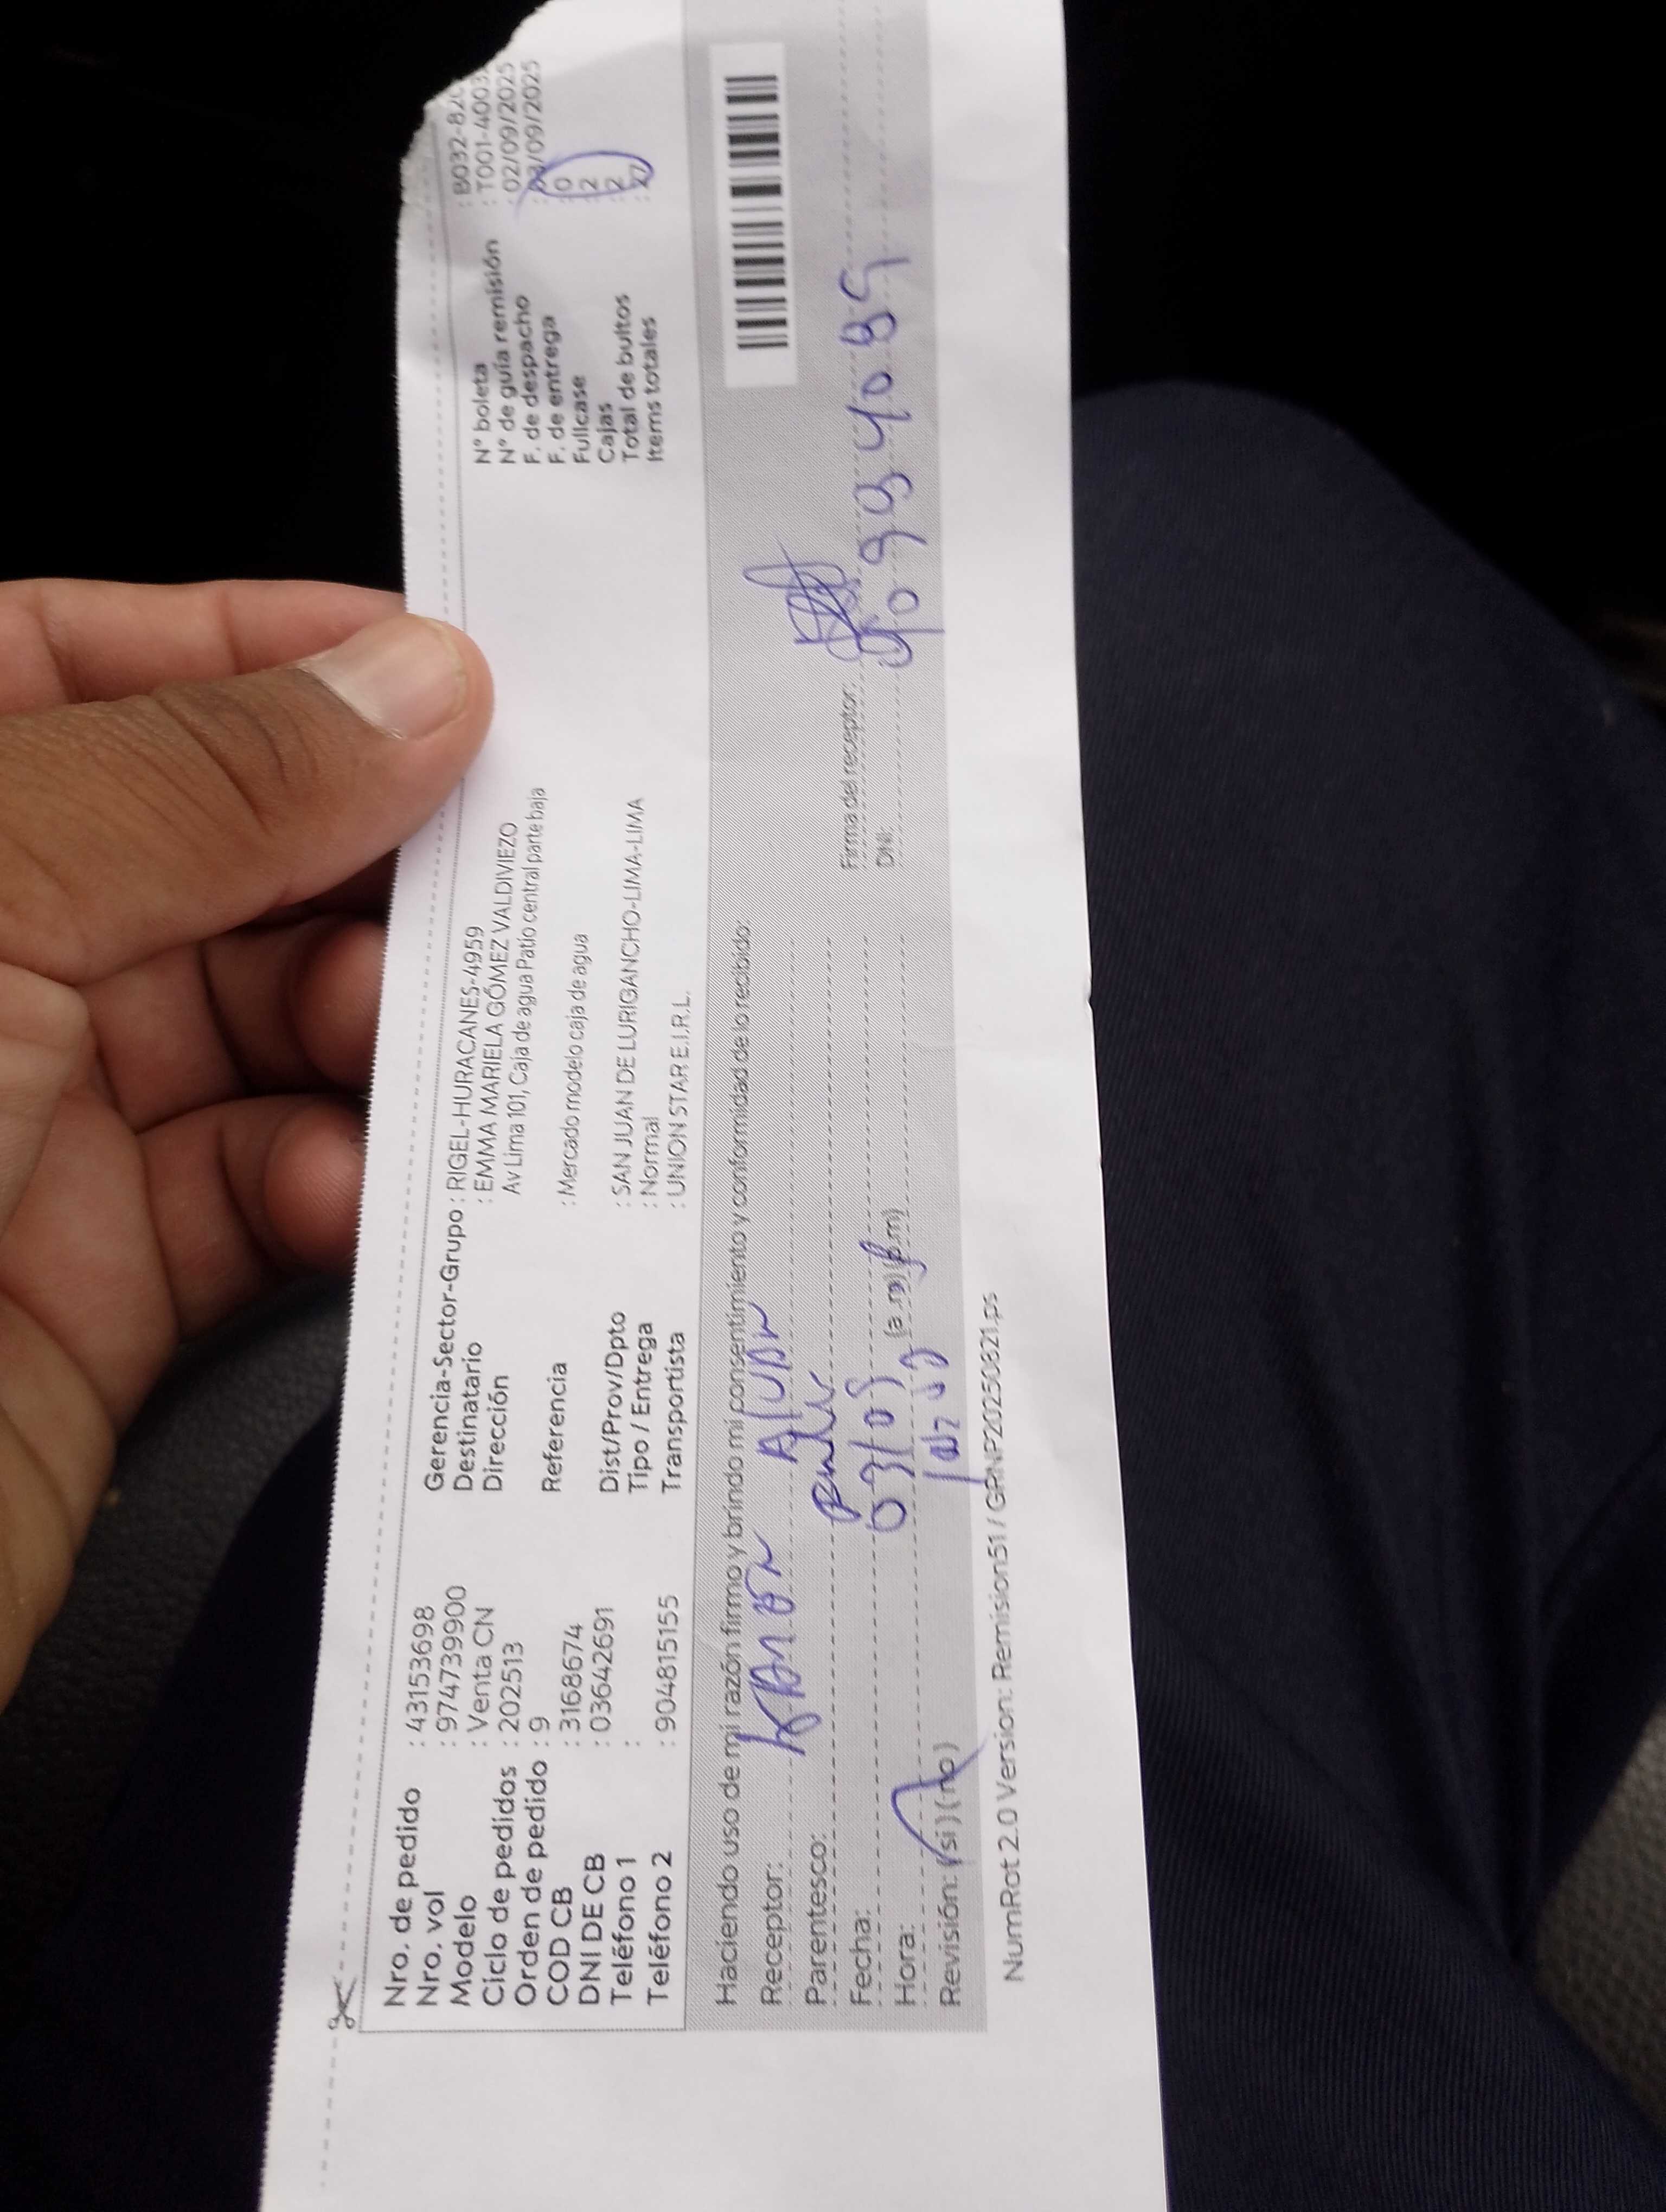 Nro. de pedido : 43153698
Nro. vol : 974739900
Modelo : Venta CN
Ciclo de pedidos : 202513
Orden de pedido : 9
COD CB : 3168674
DNI DE CB : 03642691
Teléfono 1 :
Teléfono 2 : 904815155
Gerencia-Sector-Grupo : RIGEL-HURACANES-4959
Destinatario : EMMA MARIELA GÓMEZ VALDIVIEZO
Dirección Av Lima 101, Caja de agua Patio central parte baja
Referencia : Mercado modelo caja de agua
Dist/Prov/Dpto : SAN JUAN DE LURIGANCHO-LIMA-LIMA
Tipo / Entrega : Normal
Transportista : UNION STAR E.I.R.L.
N° boleta : B032-820
N° de guía remisión : T001-4003
F. de despacho : 02/09/2025
F. de entrega : 03/09/2025
Fullcase : 0
Cajas : 2
Total de bultos : 2
Items totales :
Haciendo uso de mi razón firmo y brindo mi consentimiento y conformidad de lo recibido:
Receptor:
Parentesco:
Fecha: 03/09
Hora: (a.m) (p.m)
Revisión: (si) (no)
Firma del receptor:
DNI:
NumRot 2.0 Version: Remision51 / GRNP20250821.ps